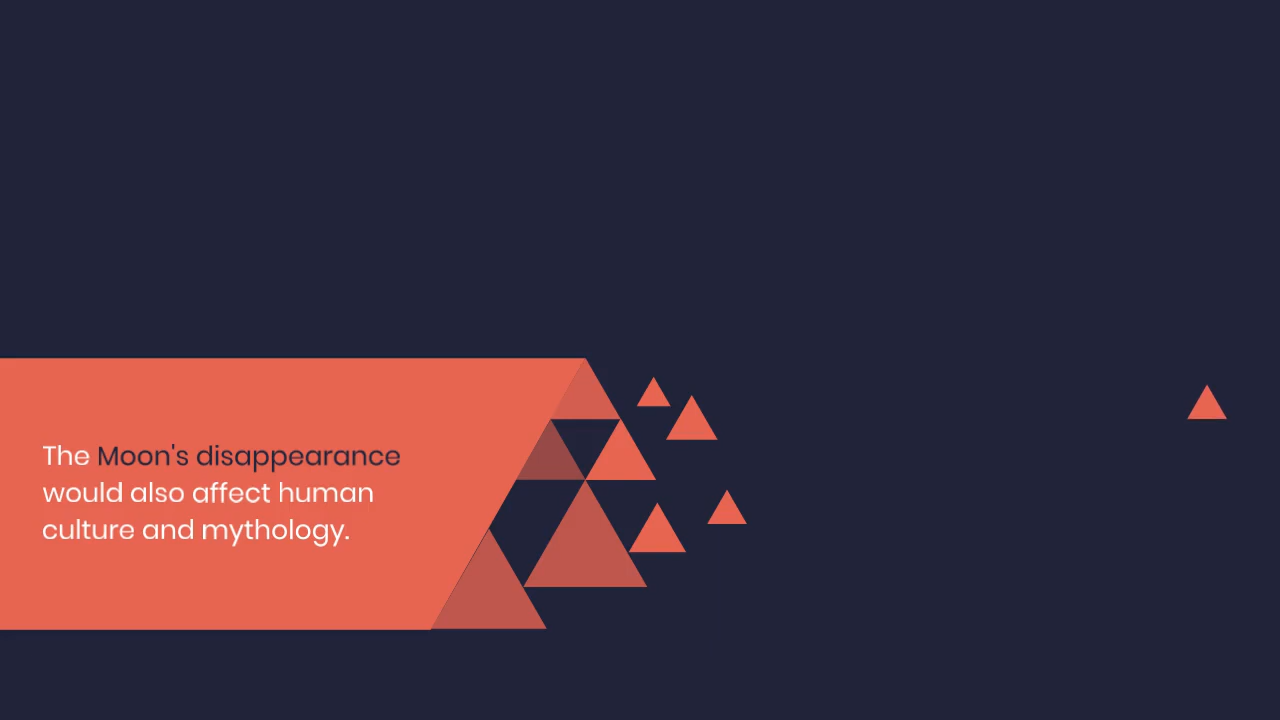 The Moon's disappearance
would also affect human
culture and mythology.